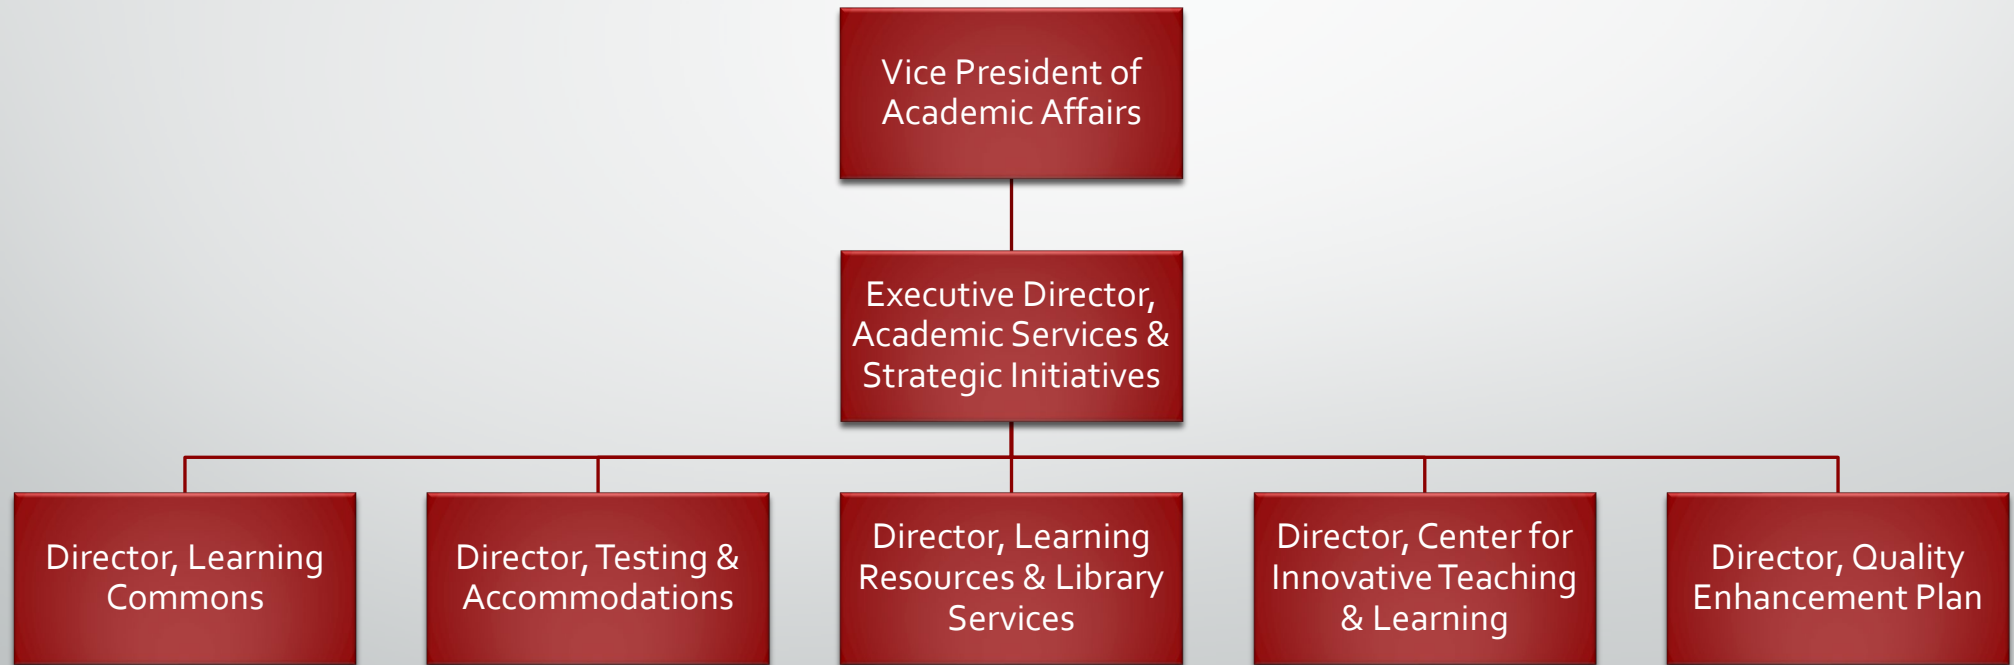 Vice President of
Academic Affairs
Executive Director,
Academic Services &
Strategic Initiatives
Director, Learning
Commons
Director, Testing &
Accommodations
Director, Learning
Resources & Library
Services
Director, Center for
Innovative Teaching
& Learning
Director, Quality
Enhancement Plan